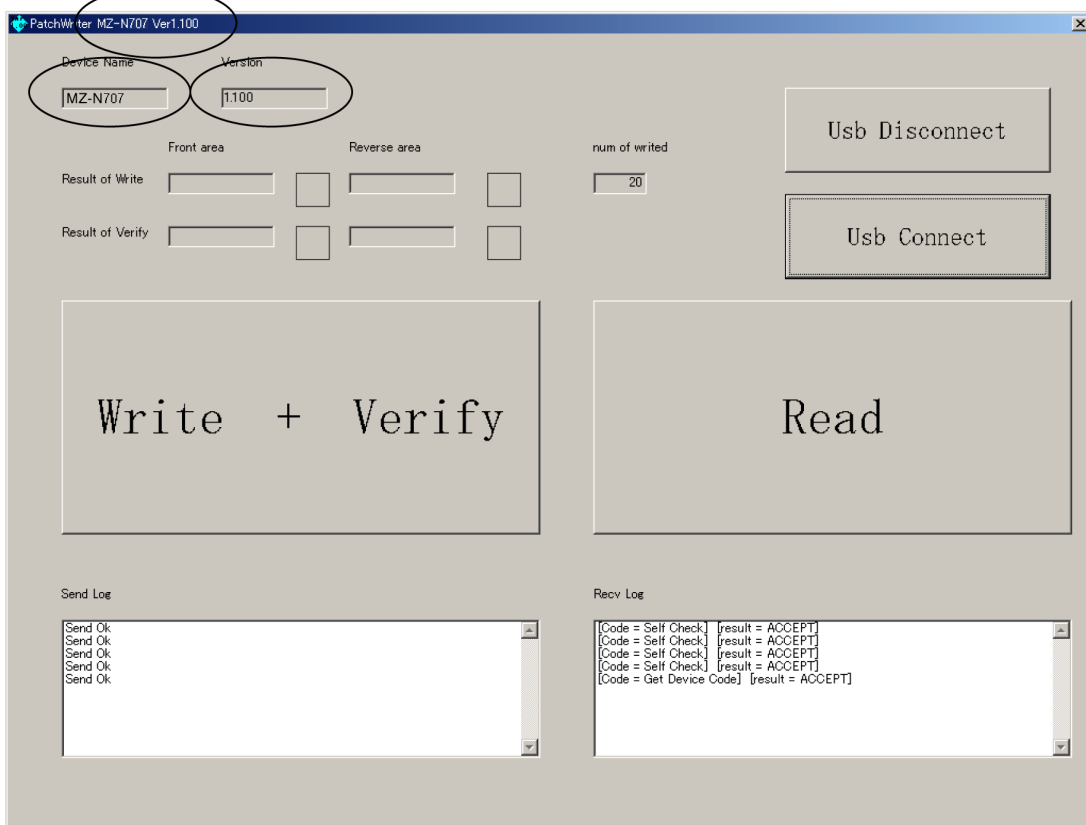 PatchWriter MZ-N707 Ver1.100
Device Name Version
MZ-N707 1.100
Usb Disconnect
Front area Reverse area num of writed
Result of Write 20
Usb Connect
Result of Verify
Write + Verify Read
Send Log Recv Log
Send Ok [Code = Self Check] [result = ACCEPT]
Send Ok [Code = Self Check] [result = ACCEPT]
Send Ok [Code = Self Check] [result = ACCEPT]
Send Ok [Code = Self Check] [result = ACCEPT]
Send Ok [Code = Get Device Code] [result = ACCEPT]